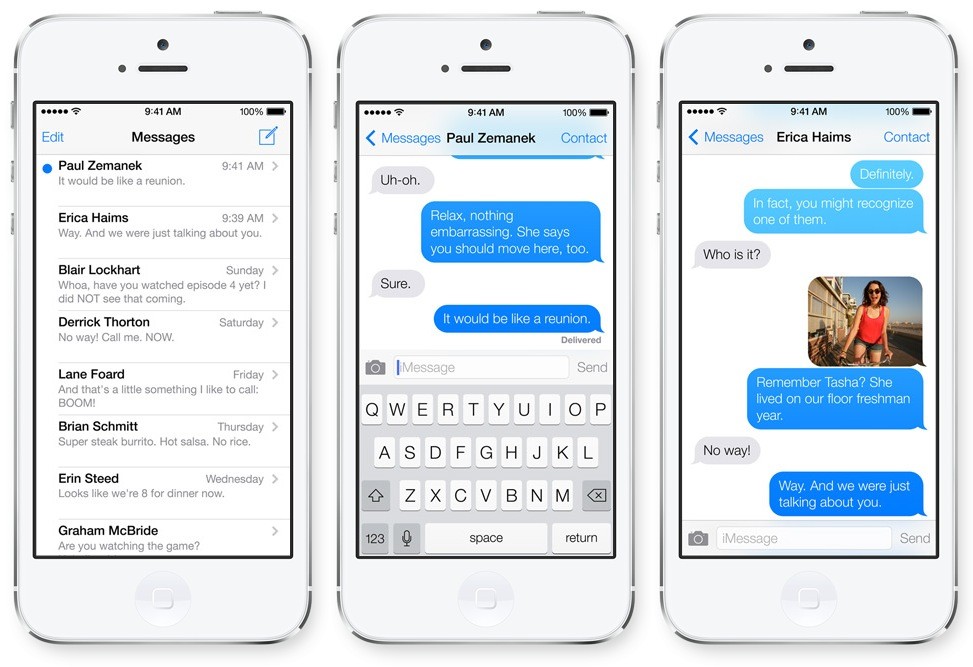 9:41 AM
100%
Edit
Messages
Paul Zemanek
9:41 AM
It would be like a reunion.
Erica Haims
9:39 AM
Way. And we were just talking about you.
Blair Lockhart
Sunday
Whoa, have you watched episode 4 yet? I
did NOT see that coming.
Derrick Thorton
Saturday
No way! Call me. NOW.
Lane Foard
Friday
And that's a little something I like to call:
BOOM!
Brian Schmitt
Thursday
Super steak burrito. Hot salsa. No rice.
Erin Steed
Wednesday
Looks like we're 8 for dinner now.
Graham McBride
Are you watching the game?
9:41 AM
100%
Messages
Paul Zemanek
Contact
Uh-oh.
Relax, nothing
embarrassing. She says
you should move here, too.
Sure.
It would be like a reunion.
Delivered
iMessage
Send
Q W E R T Y U I O P
A S D F G H J K L
Z X C V B N M
123
space
return
9:41 AM
100%
Messages
Erica Haims
Contact
Definitely.
In fact, you might recognize
one of them.
Who is it?
Remember Tasha? She
lived on our floor freshman
year.
No way!
Way. And we were just
talking about you.
iMessage
Send